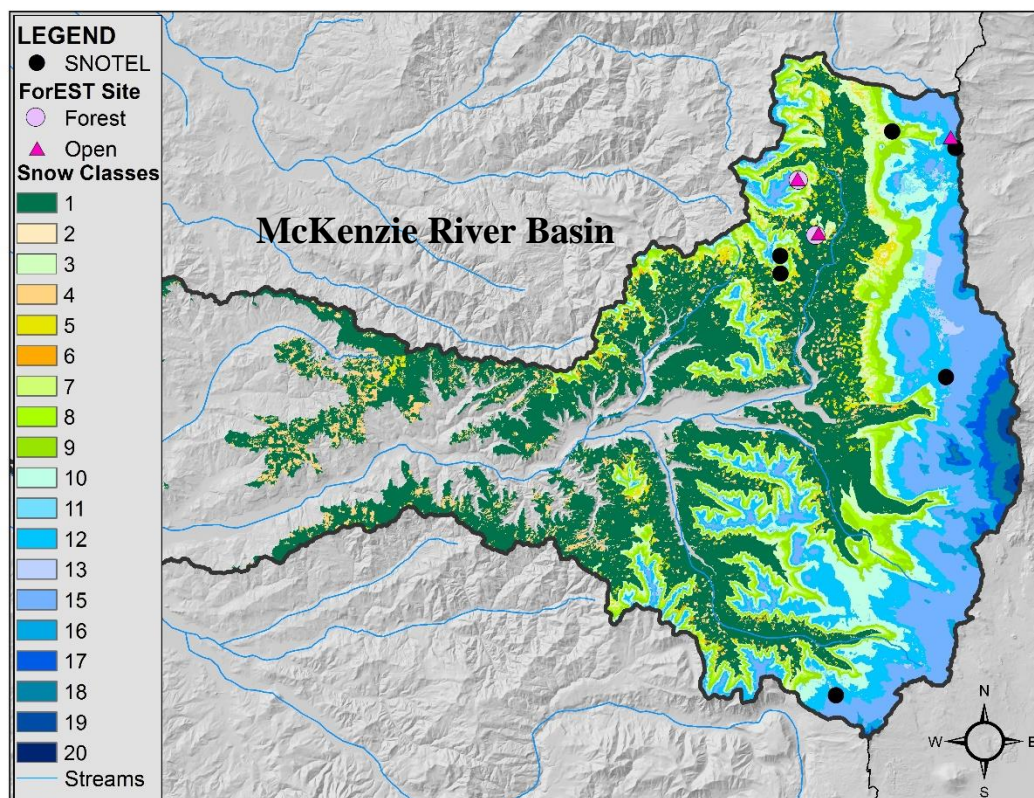 LEGEND
SNOTEL
ForEST Site
Forest
Open
Snow Classes
1
2
3
4
5
6
7
8
9
10
11
12
13
15
16
17
18
19
20
Streams
McKenzie River Basin
N
W E
S